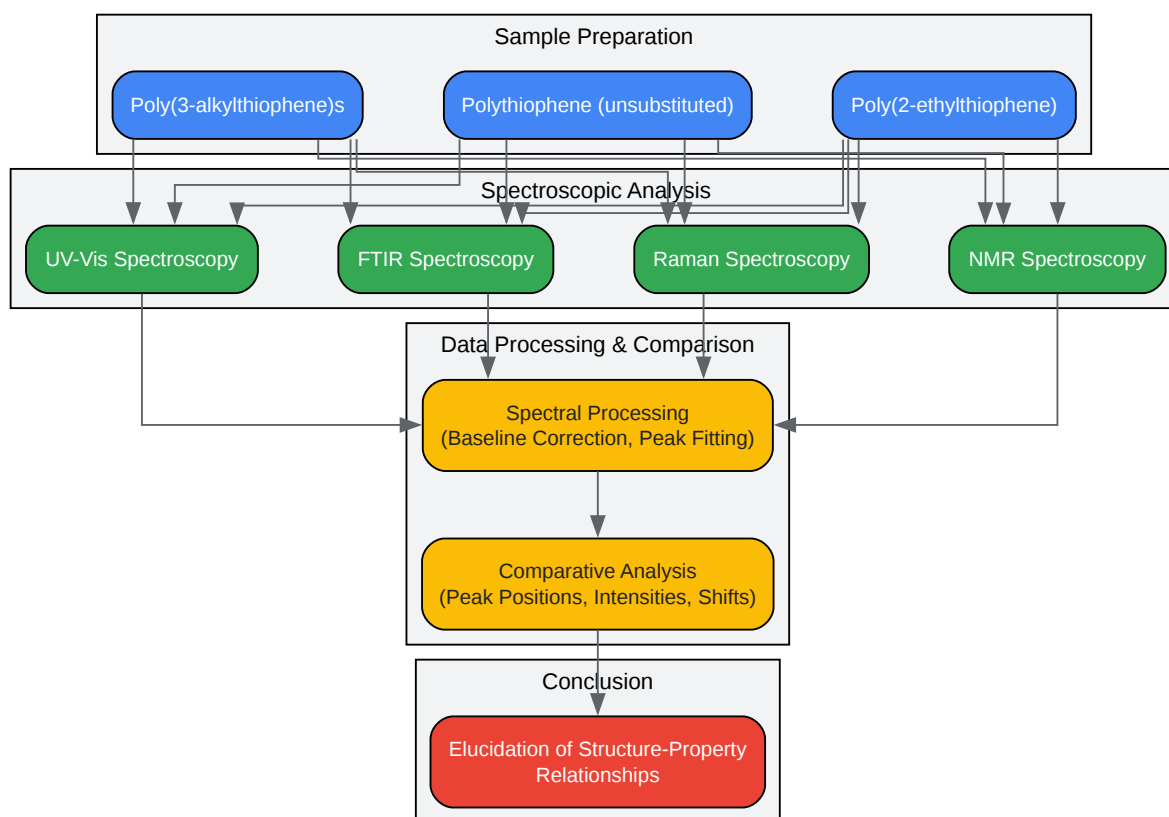 Sample Preparation
Poly(3-alkylthiophene)s
Polythiophene (unsubstituted)
Poly(2-ethylthiophene)
Spectroscopic Analysis
UV-Vis Spectroscopy
FTIR Spectroscopy
Raman Spectroscopy
NMR Spectroscopy
Data Processing & Comparison
Spectral Processing
(Baseline Correction, Peak Fitting)
Comparative Analysis
(Peak Positions, Intensities, Shifts)
Conclusion
Elucidation of Structure-Property
Relationships